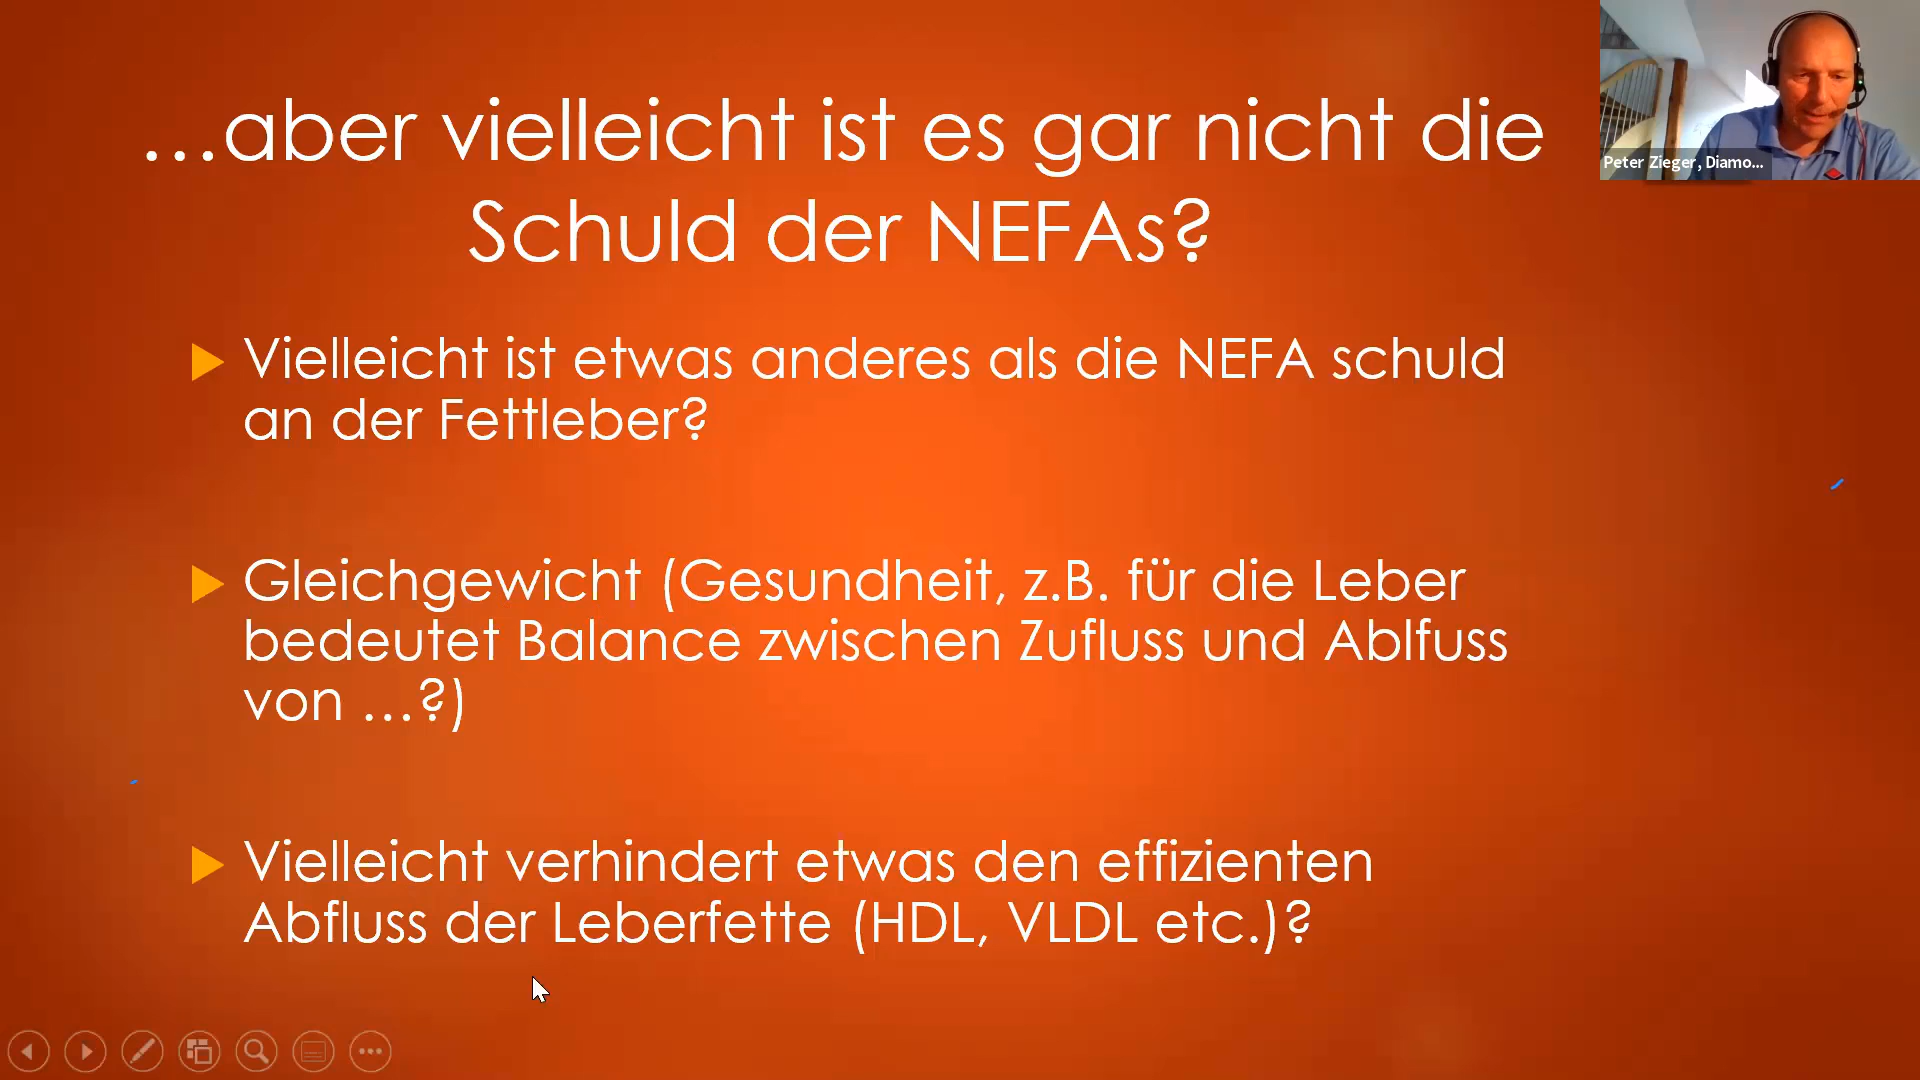 …aber vielleicht ist es gar nicht die
Schuld der NEFAs?
Peter Zieger, Diamo...
Vielleicht ist etwas anderes als die NEFA schuld
an der Fettleber?
Gleichgewicht (Gesundheit, z.B. für die Leber
bedeutet Balance zwischen Zufluss und Ablfuss
von …?)
Vielleicht verhindert etwas den effizienten
Abfluss der Leberfette (HDL, VLDL etc.)?